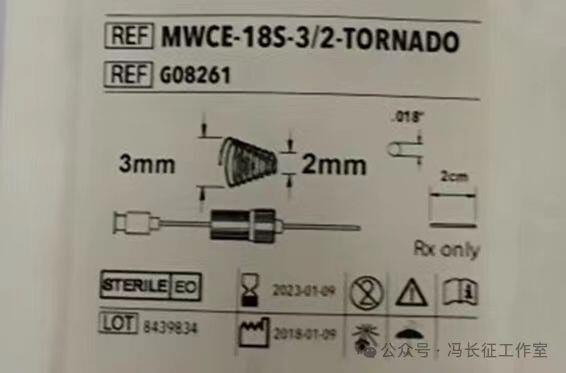 REF MWCE-18S-3/2-TORNADO
REF G08261
.018"
3mm 2mm
2cm
Rx only
STERILE EO 2023-01-09
LOT 8439834 2018-01-09
公众号·冯长征工作室